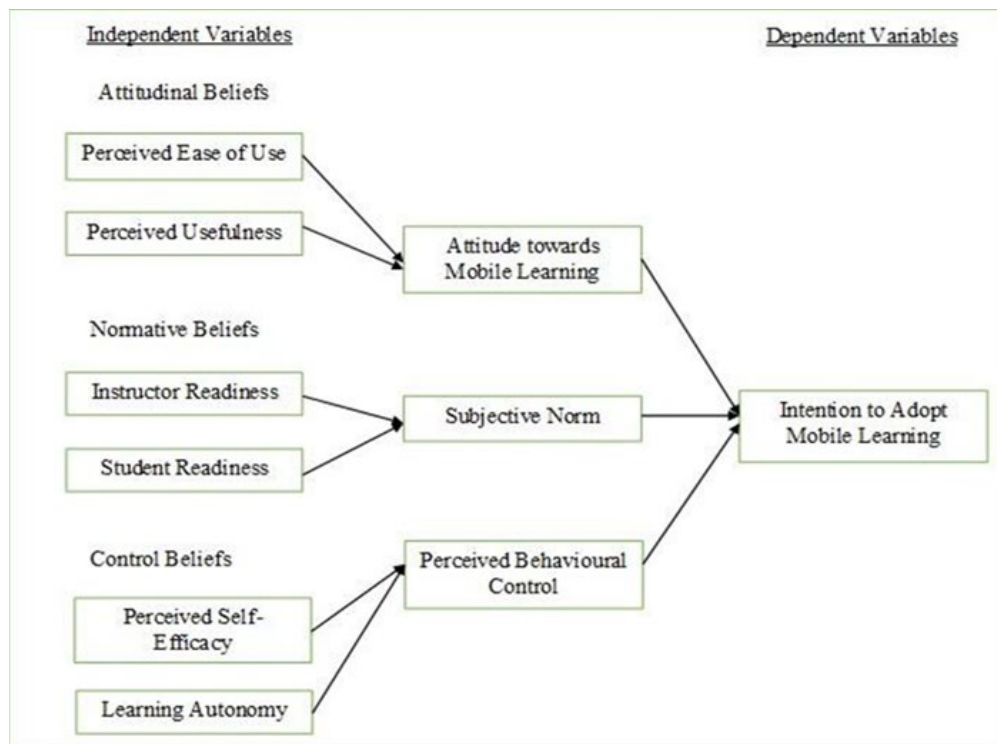 Independent Variables
Dependent Variables
Attitudinal Beliefs
Perceived Ease of Use
Perceived Usefulness
Attitude towards
Mobile Learning
Normative Beliefs
Instructor Readiness
Student Readiness
Subjective Norm
Intention to Adopt
Mobile Learning
Control Beliefs
Perceived Self-
Efficacy
Learning Autonomy
Perceived Behavioural
Control